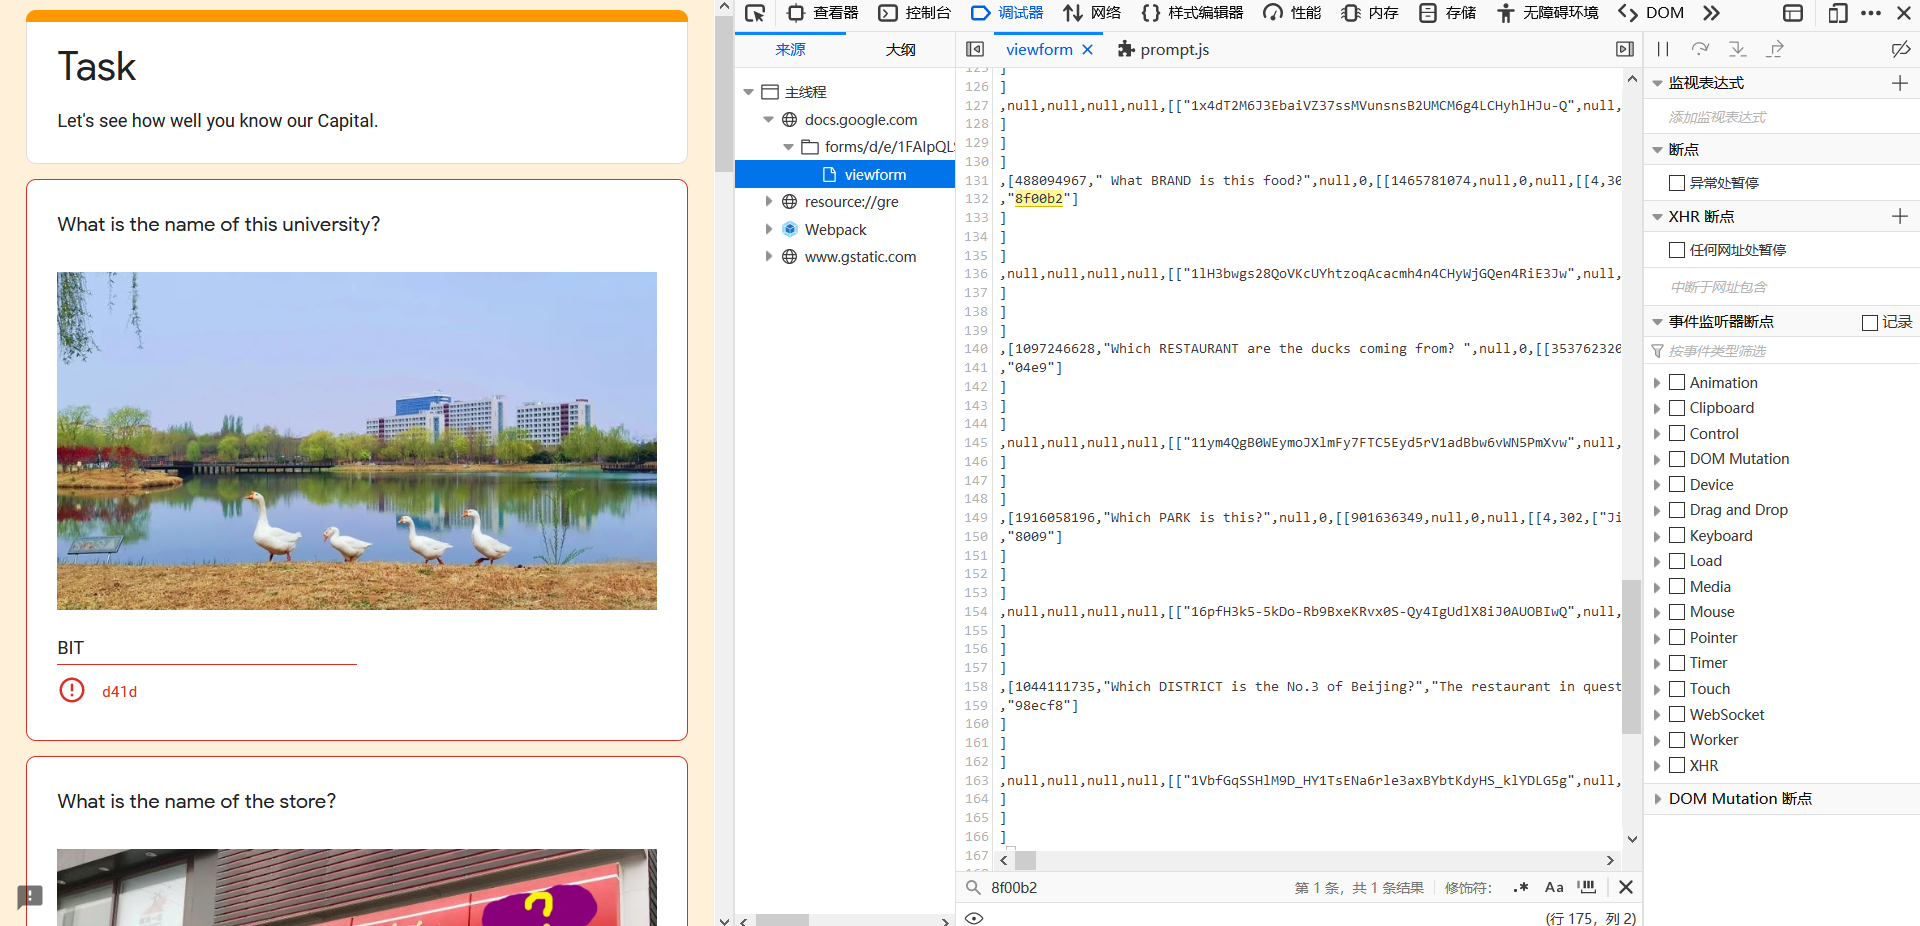 Task
Let's see how well you know our Capital.
What is the name of this university?
BIT
d41d
What is the name of the store?
?
查看器
控制台
调试器
网络
样式编辑器
性能
内存
存储
无障碍环境
DOM
来源
大纲
主线程
docs.google.com
forms/d/e/1FAIpQLS
viewform
resource://gre
Webpack
www.gstatic.com
viewform
prompt.js
125 ]
126 ]
127 ,null,null,null,null,[["1x4dT2M6J3EbaiVZ37ssMVunsnsB2UMCM6g4LCHyhlHJu-Q",null,
128 ]
129 ]
130 ]
131 ,[488094967," What BRAND is this food?",null,0,[[1465781074,null,0,null,[[4,30
132 ,"8f00b2"]
133 ]
134 ]
135 ]
136 ,null,null,null,null,[["1lH3bwgs28QoVKcUYhtzoqAcacmh4n4CHyWjGQen4RiE3Jw",null,
137 ]
138 ]
139 ]
140 ,[1097246628,"Which RESTAURANT are the ducks coming from? ",null,0,[[353762320
141 ,"04e9"]
142 ]
143 ]
144 ]
145 ,null,null,null,null,[["11ym4QgB0WEymoJXlmFy7FTC5Eyd5rV1adBbw6vWN5PmXvw",null,
146 ]
147 ]
148 ]
149 ,[1916058196,"Which PARK is this?",null,0,[[901636349,null,0,null,[[4,302,["Ji
150 ,"8009"]
151 ]
152 ]
153 ]
154 ,null,null,null,null,[["16pfH3k5-5kDo-Rb9BxeKRvx0S-Qy4IgUdlX8iJ0AUOBIwQ",null,
155 ]
156 ]
157 ]
158 ,[1044111735,"Which DISTRICT is the No.3 of Beijing?","The restaurant in quest
159 ,"98ecf8"]
160 ]
161 ]
162 ]
163 ,null,null,null,null,[["1VbfGqSSHlM9D_HY1TsENa6rle3axBYbtKdyHS_klYDLG5g",null,
164 ]
165 ]
166 ]
167
8f00b2
第 1 条，共 1 条结果
修饰符：
.*
Aa
(行 175，列 2)
监视表达式
添加监视表达式
断点
异常处暂停
XHR 断点
任何网址处暂停
中断于网址包含
事件监听器断点
记录
按事件类型筛选
Animation
Clipboard
Control
DOM Mutation
Device
Drag and Drop
Keyboard
Load
Media
Mouse
Pointer
Timer
Touch
WebSocket
Worker
XHR
DOM Mutation 断点